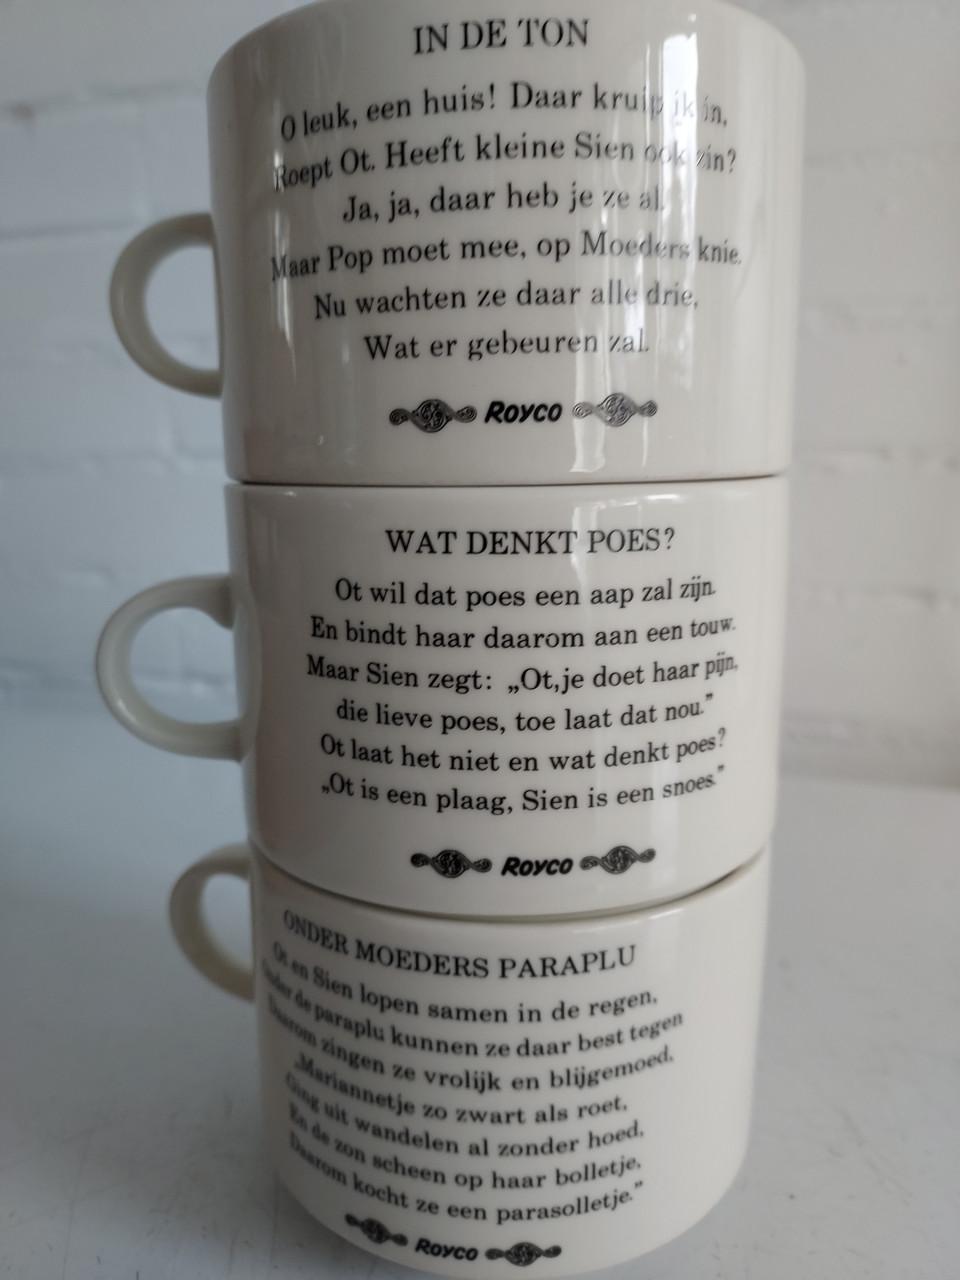 IN DE TON
O leuk, een huis! Daar kruip ik in,
Roept Ot. Heeft kleine Sien ook zin?
Ja, ja, daar heb je ze al.
Maar Pop moet mee, op Moeders knie.
Nu wachten ze daar alle drie,
Wat er gebeuren zal.
Royco
WAT DENKT POES?
Ot wil dat poes een aap zal zijn.
En bindt haar daarom aan een touw.
Maar Sien zegt: „Ot,je doet haar pijn,
die lieve poes, toe laat dat nou.”
Ot laat het niet en wat denkt poes?
„Ot is een plaag, Sien is een snoes.”
Royco
ONDER MOEDERS PARAPLU
Ot en Sien lopen samen in de regen,
Onder de paraplu kunnen ze daar best tegen
Daarom zingen ze vrolijk en blijgemoed,
„Mariannetje zo zwart als roet,
Ging uit wandelen al zonder hoed,
En de zon scheen op haar bolletje,
Daarom kocht ze een parasolletje.”
Royco